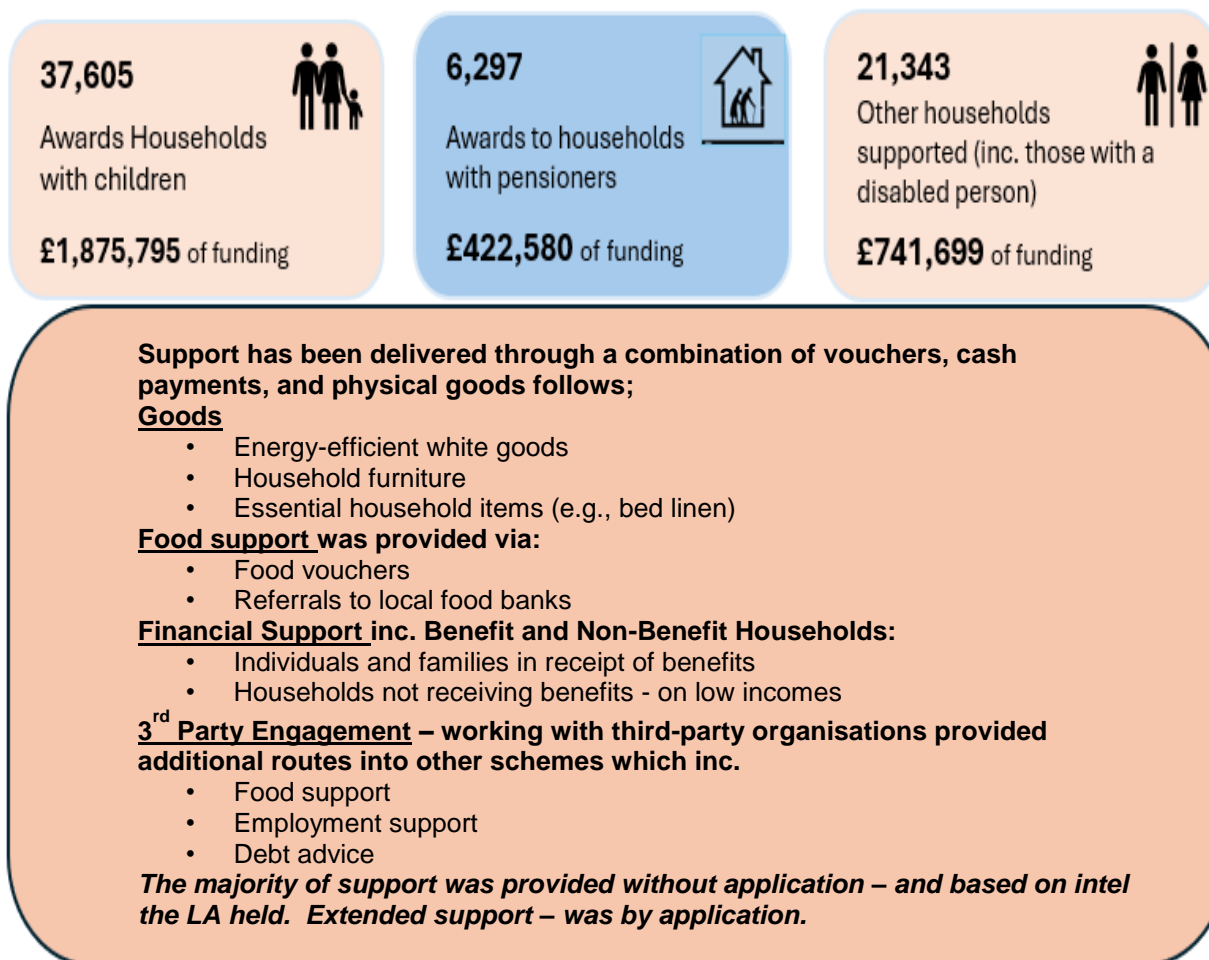 37,605
Awards Households
with children
£1,875,795 of funding
6,297
Awards to households
with pensioners
£422,580 of funding
21,343
Other households
supported (inc. those with a
disabled person)
£741,699 of funding
Support has been delivered through a combination of vouchers, cash
payments, and physical goods follows;
Goods
• Energy-efficient white goods
• Household furniture
• Essential household items (e.g., bed linen)
Food support was provided via:
• Food vouchers
• Referrals to local food banks
Financial Support inc. Benefit and Non-Benefit Households:
• Individuals and families in receipt of benefits
• Households not receiving benefits - on low incomes
3rd Party Engagement – working with third-party organisations provided
additional routes into other schemes which inc.
• Food support
• Employment support
• Debt advice
The majority of support was provided without application – and based on intel
the LA held. Extended support – was by application.